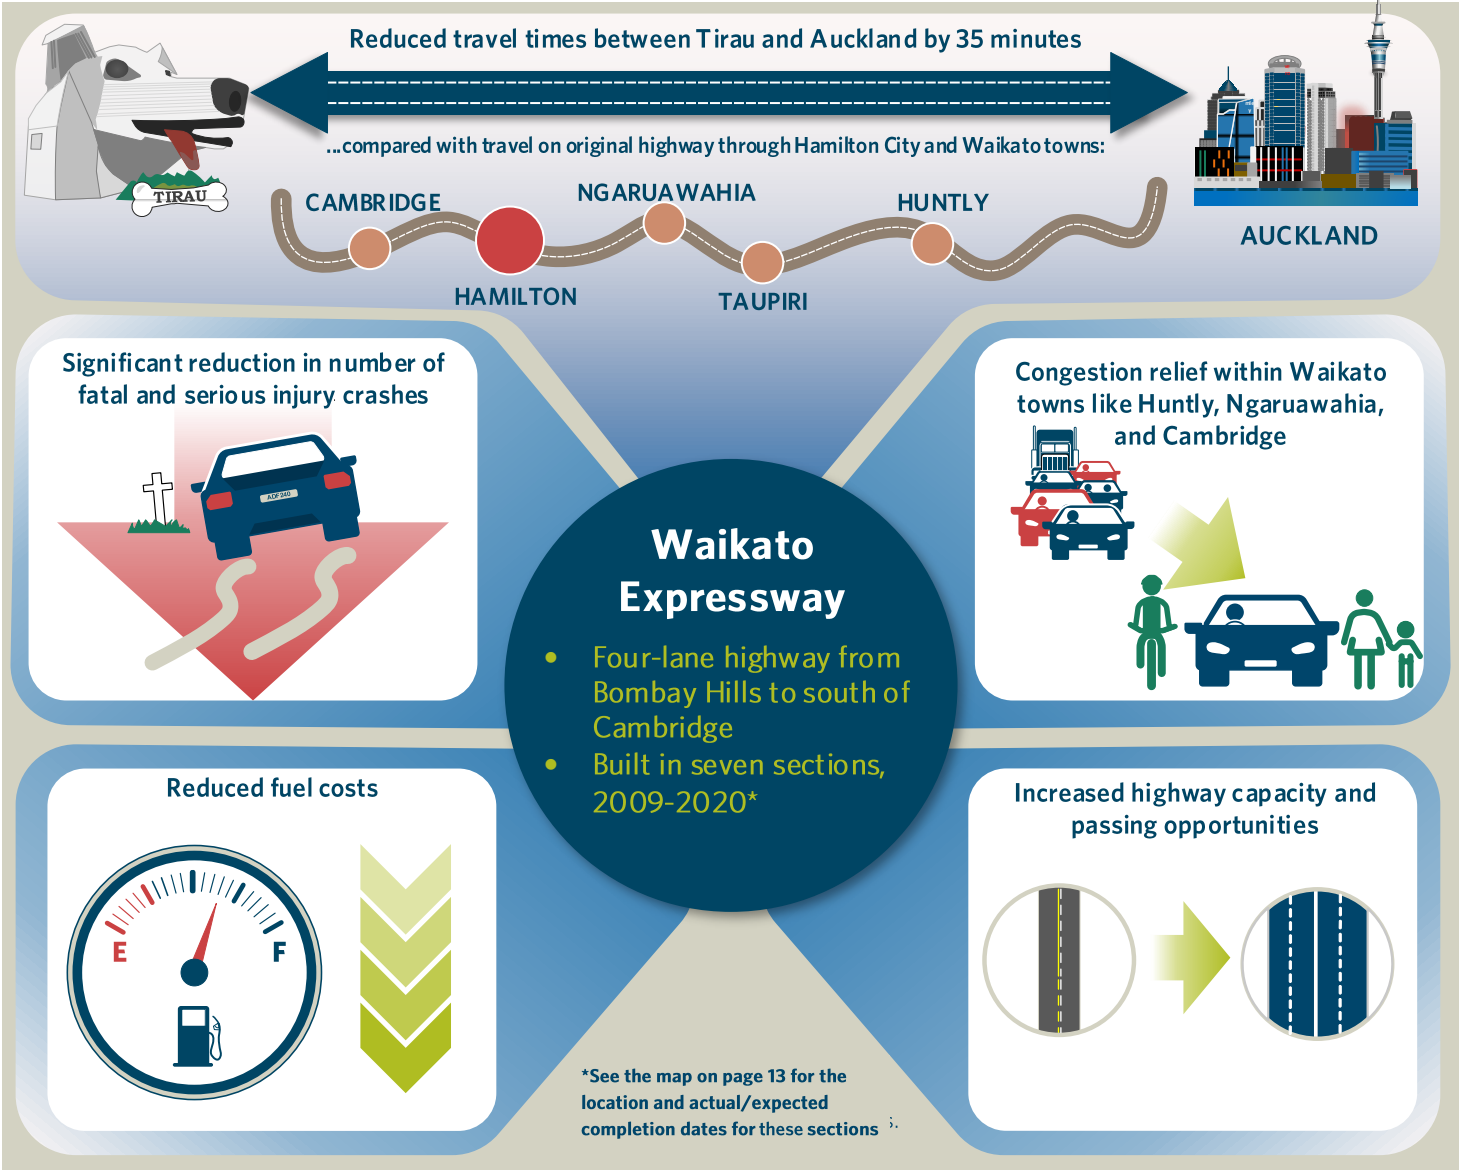 Reduced travel times between Tirau and Auckland by 35 minutes
...compared with travel on original highway through Hamilton City and Waikato towns:
TIRAU
CAMBRIDGE
HAMILTON
NGARUAWAHIA
TAUPIRI
HUNTLY
AUCKLAND
Significant reduction in number of
fatal and serious injury crashes
ADF240
Congestion relief within Waikato
towns like Huntly, Ngaruawahia,
and Cambridge
Waikato
Expressway
• Four-lane highway from
Bombay Hills to south of
Cambridge
• Built in seven sections,
2009-2020*
Reduced fuel costs
E
F
Increased highway capacity and
passing opportunities
*See the map on page 13 for the
location and actual/expected
completion dates for these sections